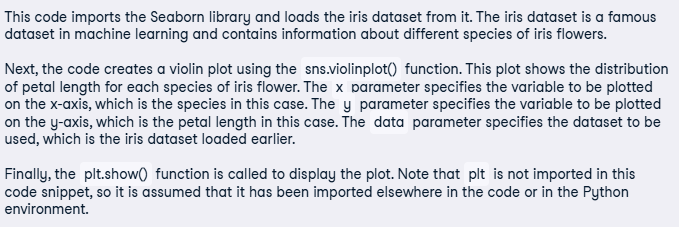 This code imports the Seaborn library and loads the iris dataset from it. The iris dataset is a famous
dataset in machine learning and contains information about different species of iris flowers.
Next, the code creates a violin plot using the sns.violinplot() function. This plot shows the distribution
of petal length for each species of iris flower. The x parameter specifies the variable to be plotted
on the x-axis, which is the species in this case. The y parameter specifies the variable to be plotted
on the y-axis, which is the petal length in this case. The data parameter specifies the dataset to be
used, which is the iris dataset loaded earlier.
Finally, the plt.show() function is called to display the plot. Note that plt is not imported in this
code snippet, so it is assumed that it has been imported elsewhere in the code or in the Python
environment.